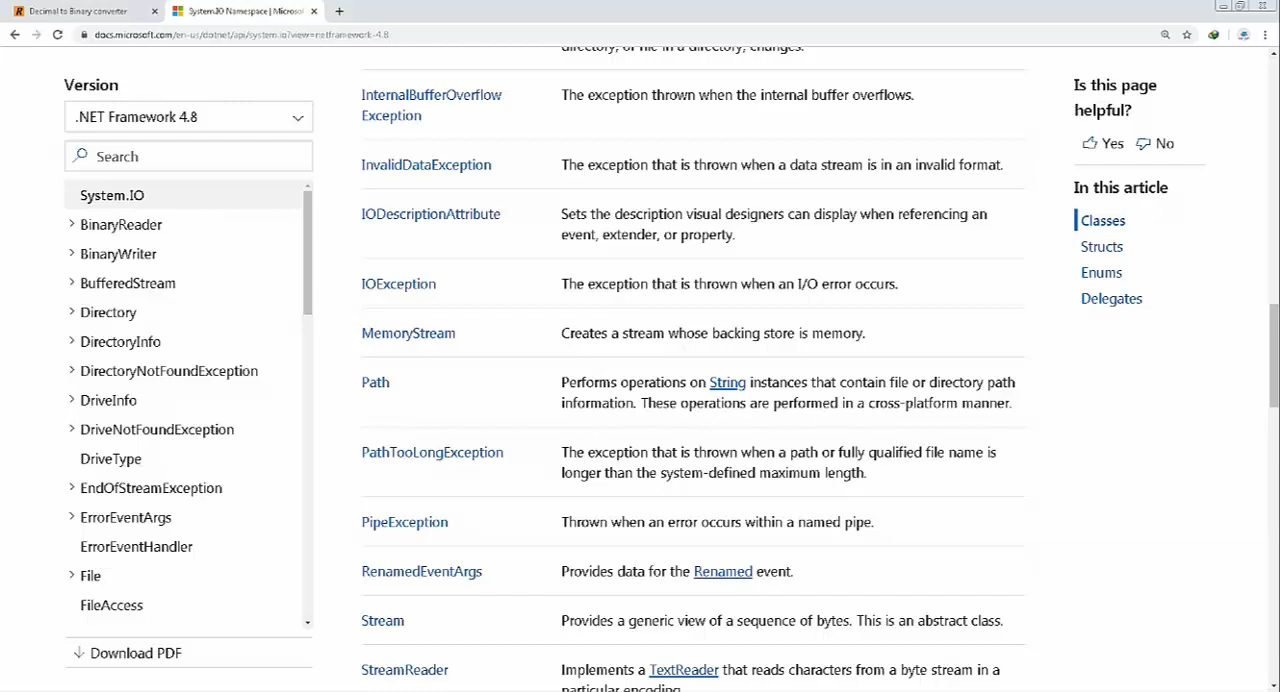 Decimal to Binary converter
System.IO Namespace | Microsof
docs.microsoft.com/en-us/dotnet/api/system.io?view=netframework-4.8
Version
.NET Framework 4.8
Search
System.IO
BinaryReader
BinaryWriter
BufferedStream
Directory
DirectoryInfo
DirectoryNotFoundException
DriveInfo
DriveNotFoundException
DriveType
EndOfStreamException
ErrorEventArgs
ErrorEventHandler
File
FileAccess
Download PDF
directory, or file in a directory, changes.
InternalBufferOverflow
Exception
The exception thrown when the internal buffer overflows.
InvalidDataException
The exception that is thrown when a data stream is in an invalid format.
IODescriptionAttribute
Sets the description visual designers can display when referencing an
event, extender, or property.
IOException
The exception that is thrown when an I/O error occurs.
MemoryStream
Creates a stream whose backing store is memory.
Path
Performs operations on String instances that contain file or directory path
information. These operations are performed in a cross-platform manner.
PathTooLongException
The exception that is thrown when a path or fully qualified file name is
longer than the system-defined maximum length.
PipeException
Thrown when an error occurs within a named pipe.
RenamedEventArgs
Provides data for the Renamed event.
Stream
Provides a generic view of a sequence of bytes. This is an abstract class.
StreamReader
Implements a TextReader that reads characters from a byte stream in a
particular encoding.
Is this page
helpful?
Yes No
In this article
Classes
Structs
Enums
Delegates